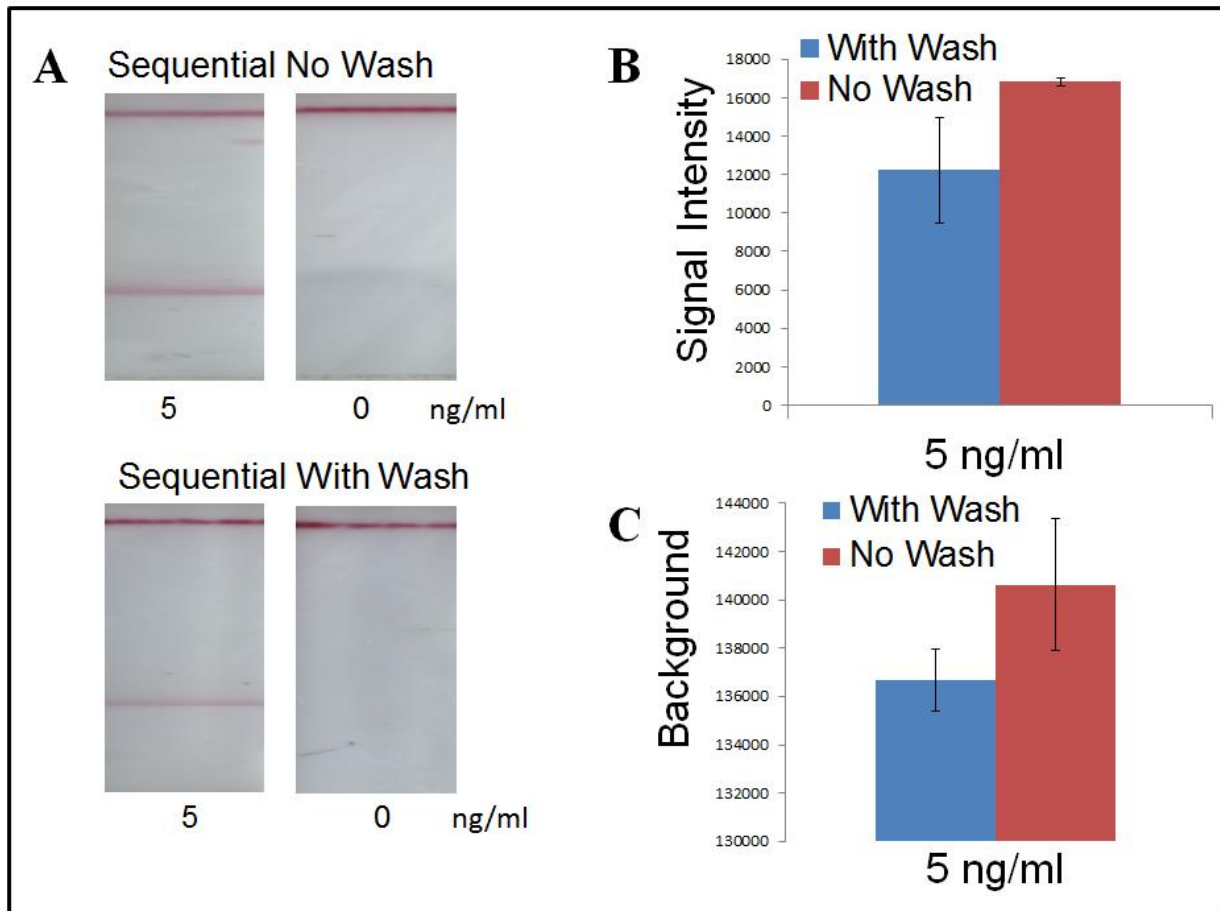 A
Sequential No Wash
5
0
ng/ml
Sequential With Wash
5
0
ng/ml
B
With Wash
No Wash
Signal Intensity
18000
16000
14000
12000
10000
8000
6000
4000
2000
0
5 ng/ml
C
With Wash
No Wash
Background
144000
142000
140000
138000
136000
134000
132000
130000
5 ng/ml